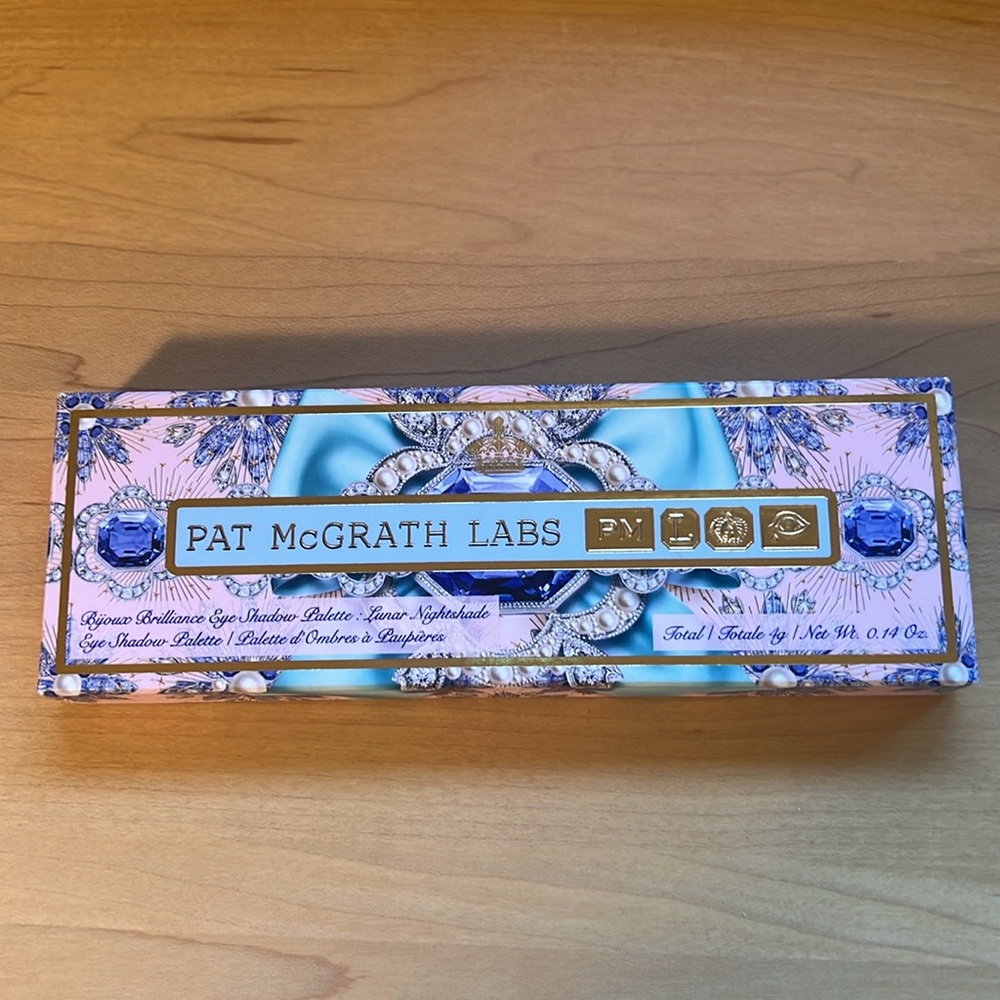 PAT McGRATH LABS PM L
Bijoux Brilliance Eye Shadow Palette : Lunar Nightshade
Eye Shadow Palette | Palette d'Ombres à Paupières
Total | Totale 4g | Net Wt. 0.14 Oz.